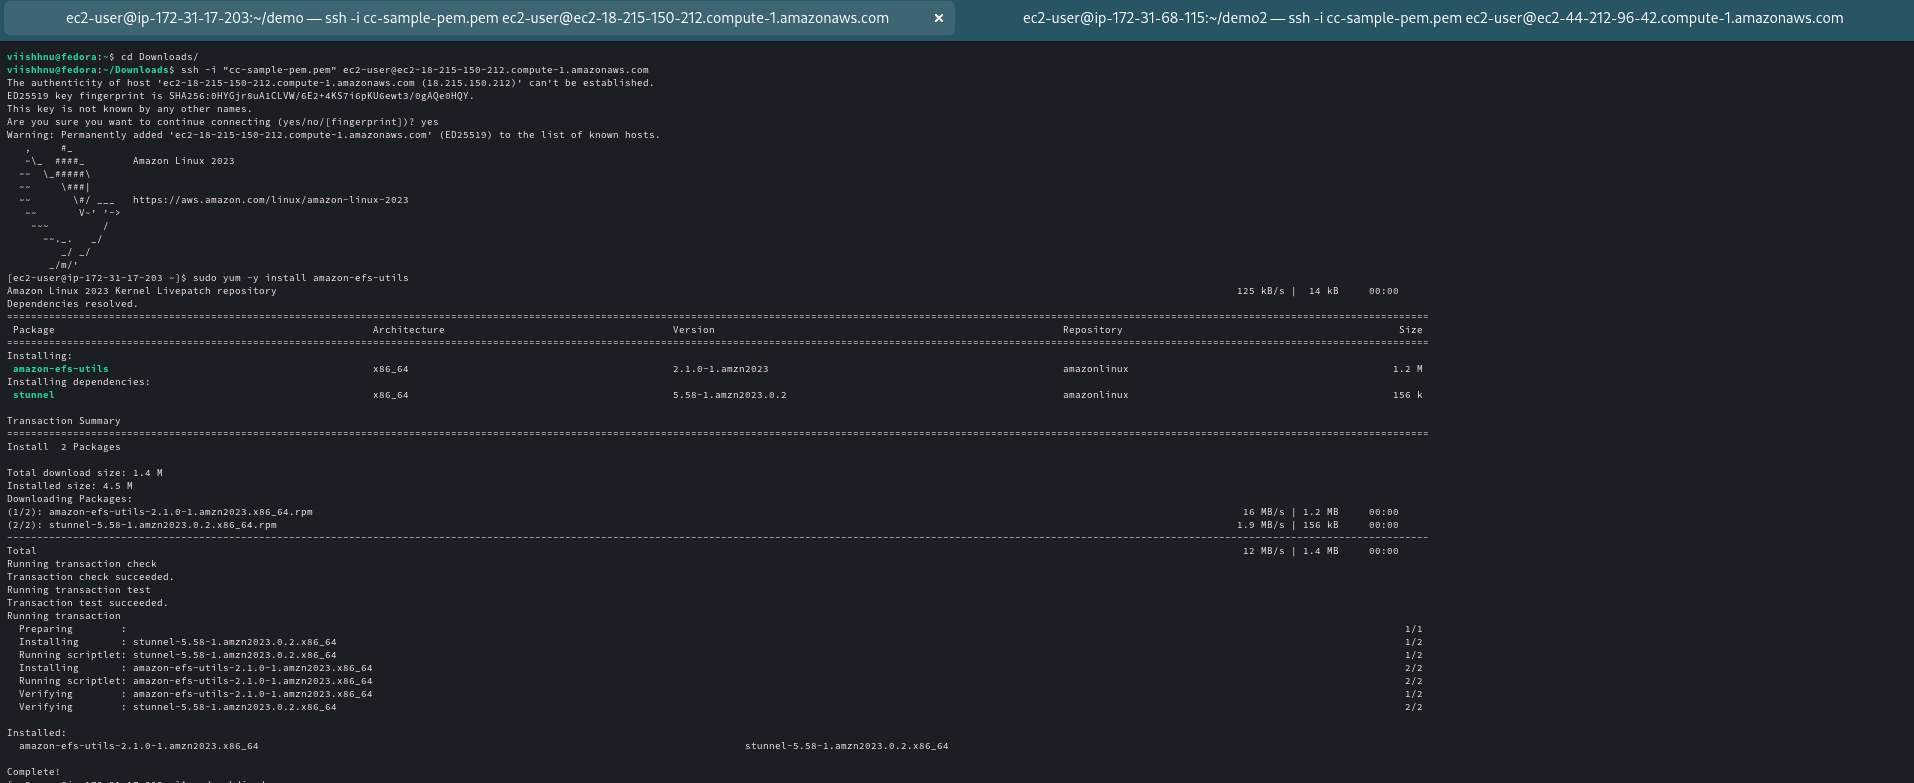 ec2-user@ip-172-31-17-203:~/demo — ssh -i cc-sample-pem.pem ec2-user@ec2-18-215-150-212.compute-1.amazonaws.com ×
ec2-user@ip-172-31-68-115:~/demo2 — ssh -i cc-sample-pem.pem ec2-user@ec2-44-212-96-42.compute-1.amazonaws.com
viishhnu@fedora:~$ cd Downloads/
viishhnu@fedora:~/Downloads$ ssh -i "cc-sample-pem.pem" ec2-user@ec2-18-215-150-212.compute-1.amazonaws.com
The authenticity of host 'ec2-18-215-150-212.compute-1.amazonaws.com (18.215.150.212)' can't be established.
ED25519 key fingerprint is SHA256:0HYGjr8uA1CLVW/6E2+4KS7i6pKU6ewt3/0gAQe0HQY.
This key is not known by any other names.
Are you sure you want to continue connecting (yes/no/[fingerprint])? yes
Warning: Permanently added 'ec2-18-215-150-212.compute-1.amazonaws.com' (ED25519) to the list of known hosts.
   ,     #_
   ~\_  ####_        Amazon Linux 2023
  ~~  \_#####\
  ~~     \###|
  ~~       \#/ ___   https://aws.amazon.com/linux/amazon-linux-2023
   ~~       V~' '->
    ~~~         /
      ~~._.   _/
         _/ _/
       _/m/'
[ec2-user@ip-172-31-17-203 ~]$ sudo yum -y install amazon-efs-utils
Amazon Linux 2023 Kernel Livepatch repository 125 kB/s | 14 kB 00:00
Dependencies resolved.
Package Architecture Version Repository Size
Installing:
amazon-efs-utils x86_64 2.1.0-1.amzn2023 amazonlinux 1.2 M
Installing dependencies:
stunnel x86_64 5.58-1.amzn2023.0.2 amazonlinux 156 k
Transaction Summary
Install 2 Packages
Total download size: 1.4 M
Installed size: 4.5 M
Downloading Packages:
(1/2): amazon-efs-utils-2.1.0-1.amzn2023.x86_64.rpm 16 MB/s | 1.2 MB 00:00
(2/2): stunnel-5.58-1.amzn2023.0.2.x86_64.rpm 1.9 MB/s | 156 kB 00:00
Total 12 MB/s | 1.4 MB 00:00
Running transaction check
Transaction check succeeded.
Running transaction test
Transaction test succeeded.
Running transaction
Preparing : 1/1
Installing : stunnel-5.58-1.amzn2023.0.2.x86_64 1/2
Running scriptlet: stunnel-5.58-1.amzn2023.0.2.x86_64 1/2
Installing : amazon-efs-utils-2.1.0-1.amzn2023.x86_64 2/2
Running scriptlet: amazon-efs-utils-2.1.0-1.amzn2023.x86_64 2/2
Verifying : amazon-efs-utils-2.1.0-1.amzn2023.x86_64 1/2
Verifying : stunnel-5.58-1.amzn2023.0.2.x86_64 2/2
Installed:
amazon-efs-utils-2.1.0-1.amzn2023.x86_64 stunnel-5.58-1.amzn2023.0.2.x86_64
Complete!